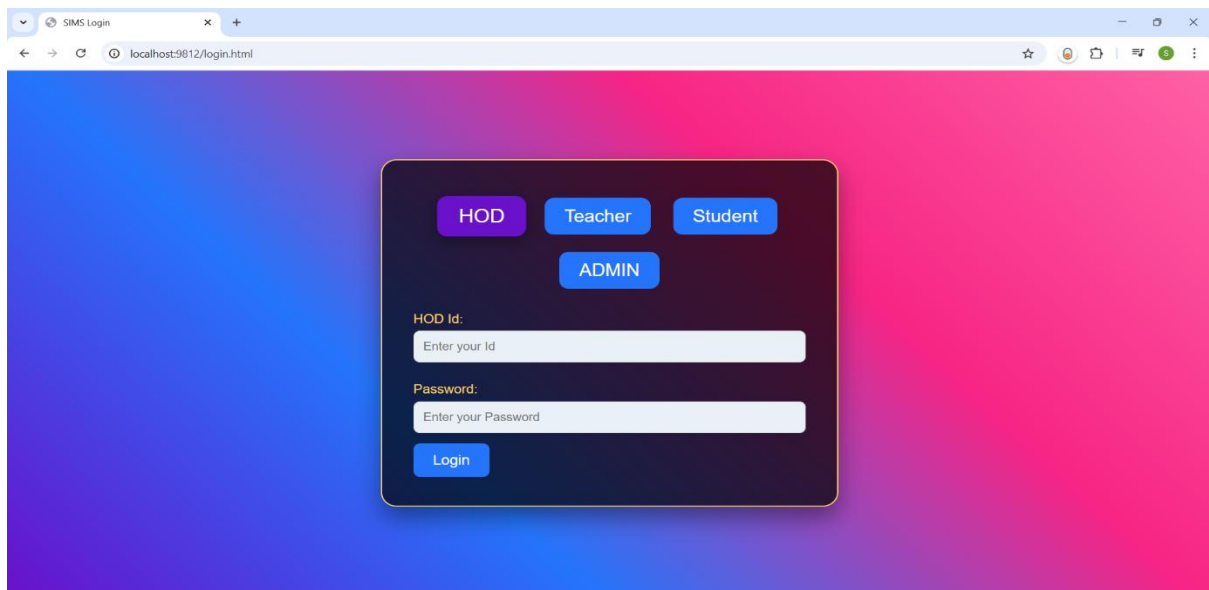 SIMS Login
localhost:9812/login.html
S
HOD Teacher Student
ADMIN
HOD Id:
Enter your Id
Password:
Enter your Password
Login